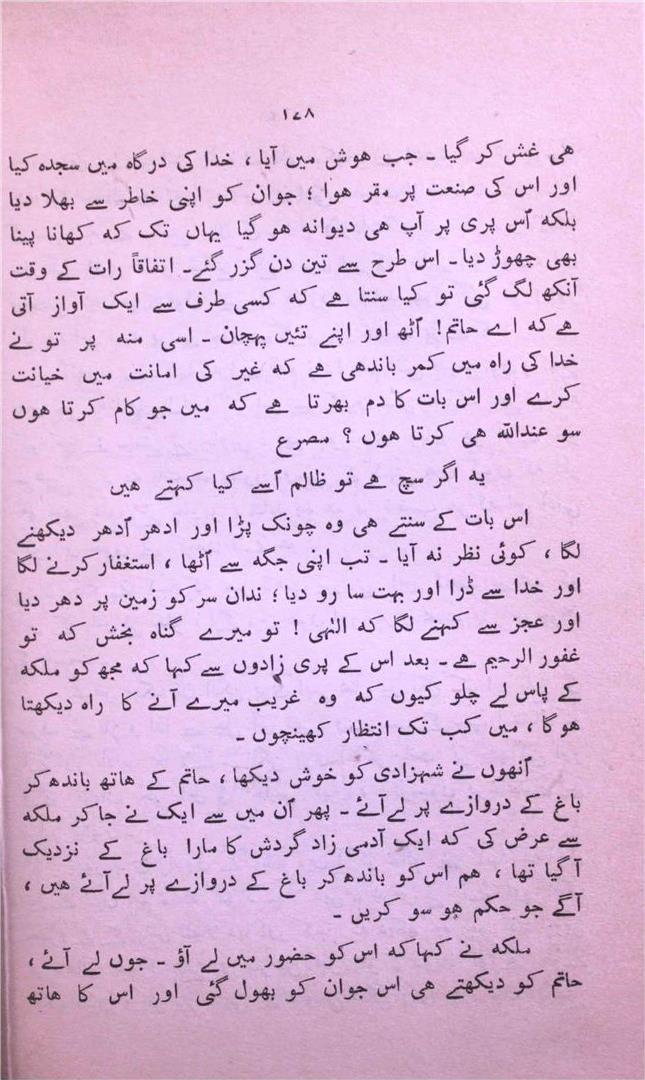 ۱۷۸
ھی غش کر گیا ۔ جب ھوش میں آیا ، خدا کی درگاہ میں سجدہ کیا
اور اس کی صنعت پر مقر ھوا ؛ جوان کو اپنی خاطر سے بھلا دیا
بلکہ اُس پری پر آپ ھی دیوانہ ھو گیا یہاں تک کہ کھانا پینا
بھی چھوڑ دیا۔ اس طرح سے تین دن گزر گئے۔ اتفاقاً رات کے وقت
آنکھ لگ گئی تو کیا سنتا ھے کہ کسی طرف سے ایک آواز آتی
ھے کہ اے حاتم! اُٹھ اور اپنے تئیں پہچان ۔ اسی منہ پر تو نے
خدا کی راہ میں کمر باندھی ھے کہ غیر کی امانت میں خیانت
کرے اور اس بات کا دم بھرتا ھے کہ میں جو کام کرتا ھوں
سو عنداللہ ھی کرتا ھوں ؟ مصرع
یہ اگر سچ ھے تو ظالم اُسے کیا کہتے ھیں
اس بات کے سنتے ھی وہ چونک پڑا اور ادھر اُدھر دیکھنے
لگا ، کوئی نظر نہ آیا ۔ تب اپنی جگہ سے اُٹھا ، استغفار کرنے لگا
اور خدا سے ڈرا اور بہت سا رو دیا ؛ ندان سر کو زمین پر دھر دیا
اور عجز سے کہنے لگا کہ الٰہی ! تو میرے گناہ بخش کہ تو
غفور الرحیم ھے ۔ بعد اس کے پری زادوں سے کہا کہ مجھ کو ملکہ
کے پاس لے چلو کیوں کہ وہ غریب میرے آنے کا راہ دیکھتا
ھوگا ، میں کب تک انتظار کھینچوں ۔
اُنھوں نے شہزادی کو خوش دیکھا ، حاتم کے ھاتھ باندھ کر
باغ کے دروازے پر لے آئے ۔ پھر اُن میں سے ایک نے جا کر ملکہ
سے عرض کی کہ ایک آدمی زاد گردش کا مارا باغ کے نزدیک
آ گیا تھا ، ھم اس کو باندھ کر باغ کے دروازے پر لے آئے ھیں ،
آگے جو حکم ھو سو کریں ۔
ملکہ نے کہا کہ اس کو حضور میں لے آؤ ۔ جوں لے آئے ،
حاتم کو دیکھتے ھی اس جوان کو بھول گئی اور اس کا ھاتھ